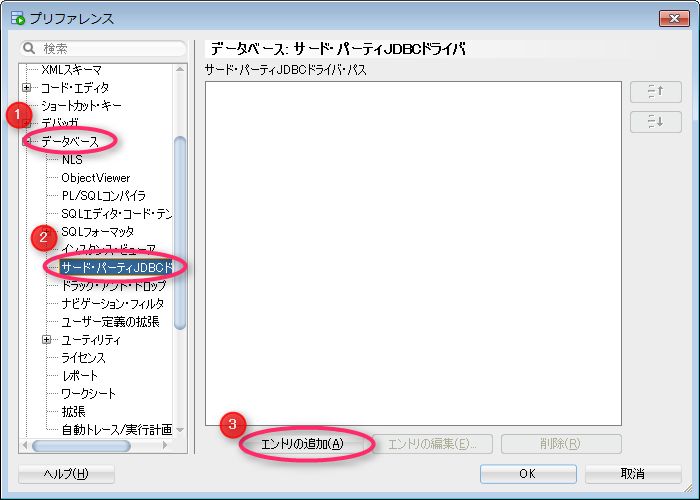 プリファレンス
検索
データベース: サード・パーティJDBCドライバ
サード・パーティJDBCドライバ・パス
XMLスキーマ
コード・エディタ
ショートカット・キー
1
デバッガ
データベース
NLS
ObjectViewer
PL/SQLコンパイラ
SQLエディタ・コード・テン
2
SQLフォーマッタ
インスタンス・ビューア
サード・パーティJDBCド
ドラッグ・アンド・ドロップ
ナビゲーション・フィルタ
ユーザー定義の拡張
ユーティリティ
ライセンス
レポート
ワークシート
拡張
自動トレース/実行計画
3
エントリの追加(A)
エントリの編集(E)...
削除(R)
ヘルプ(H)
OK
取消